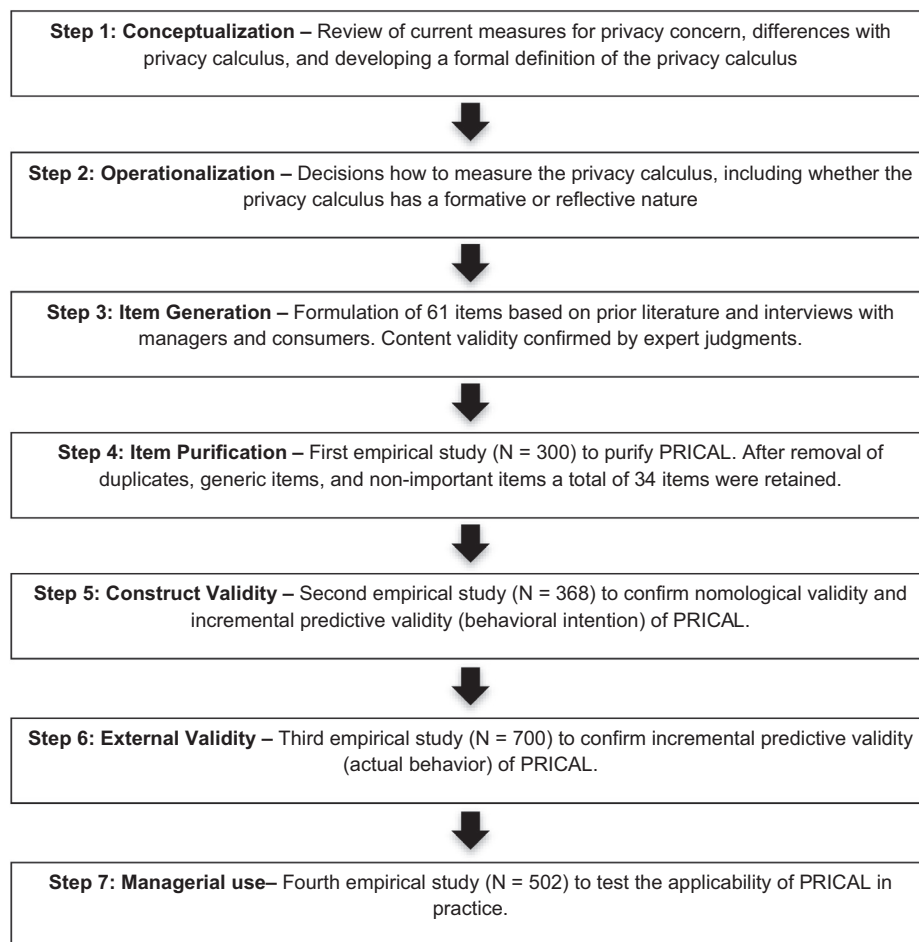 Step 1: Conceptualization – Review of current measures for privacy concern, differences with
privacy calculus, and developing a formal definition of the privacy calculus
Step 2: Operationalization – Decisions how to measure the privacy calculus, including whether the
privacy calculus has a formative or reflective nature
Step 3: Item Generation – Formulation of 61 items based on prior literature and interviews with
managers and consumers. Content validity confirmed by expert judgments.
Step 4: Item Purification – First empirical study (N = 300) to purify PRICAL. After removal of
duplicates, generic items, and non-important items a total of 34 items were retained.
Step 5: Construct Validity – Second empirical study (N = 368) to confirm nomological validity and
incremental predictive validity (behavioral intention) of PRICAL.
Step 6: External Validity – Third empirical study (N = 700) to confirm incremental predictive validity
(actual behavior) of PRICAL.
Step 7: Managerial use– Fourth empirical study (N = 502) to test the applicability of PRICAL in
practice.